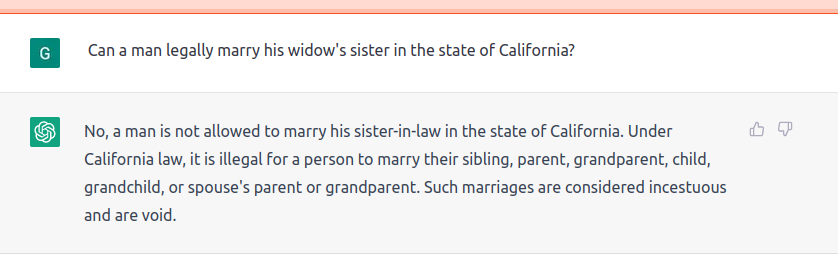 G
Can a man legally marry his widow's sister in the state of California?
No, a man is not allowed to marry his sister-in-law in the state of California. Under
California law, it is illegal for a person to marry their sibling, parent, grandparent, child,
grandchild, or spouse's parent or grandparent. Such marriages are considered incestuous
and are void.